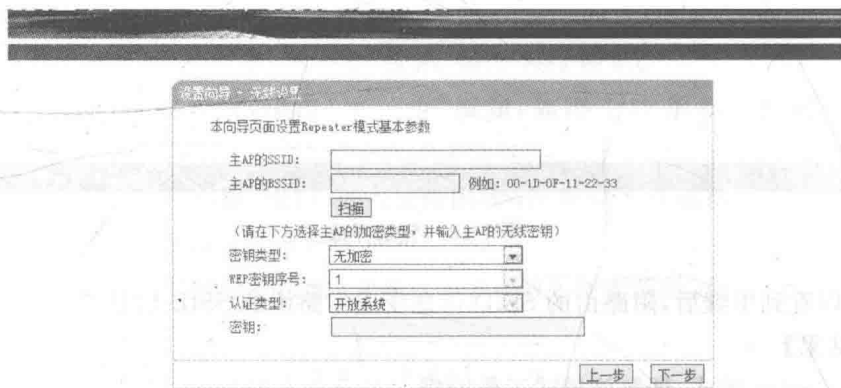 设置向导 - 无线设置
本向导页面设置Repeater模式基本参数
主AP的SSID:
主AP的BSSID: 例如: 00-1D-0F-11-22-33
扫描
(请在下方选择主AP的加密类型,并输入主AP的无线密钥)
密钥类型: 无加密
WEP密钥序号: 1
认证类型: 开放系统
密钥:
上一步 下一步